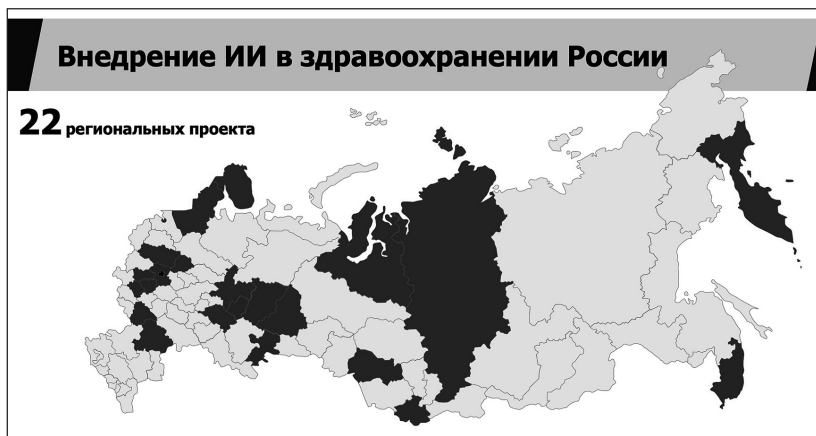 Внедрение ИИ в здравоохранении России
22 региональных проекта